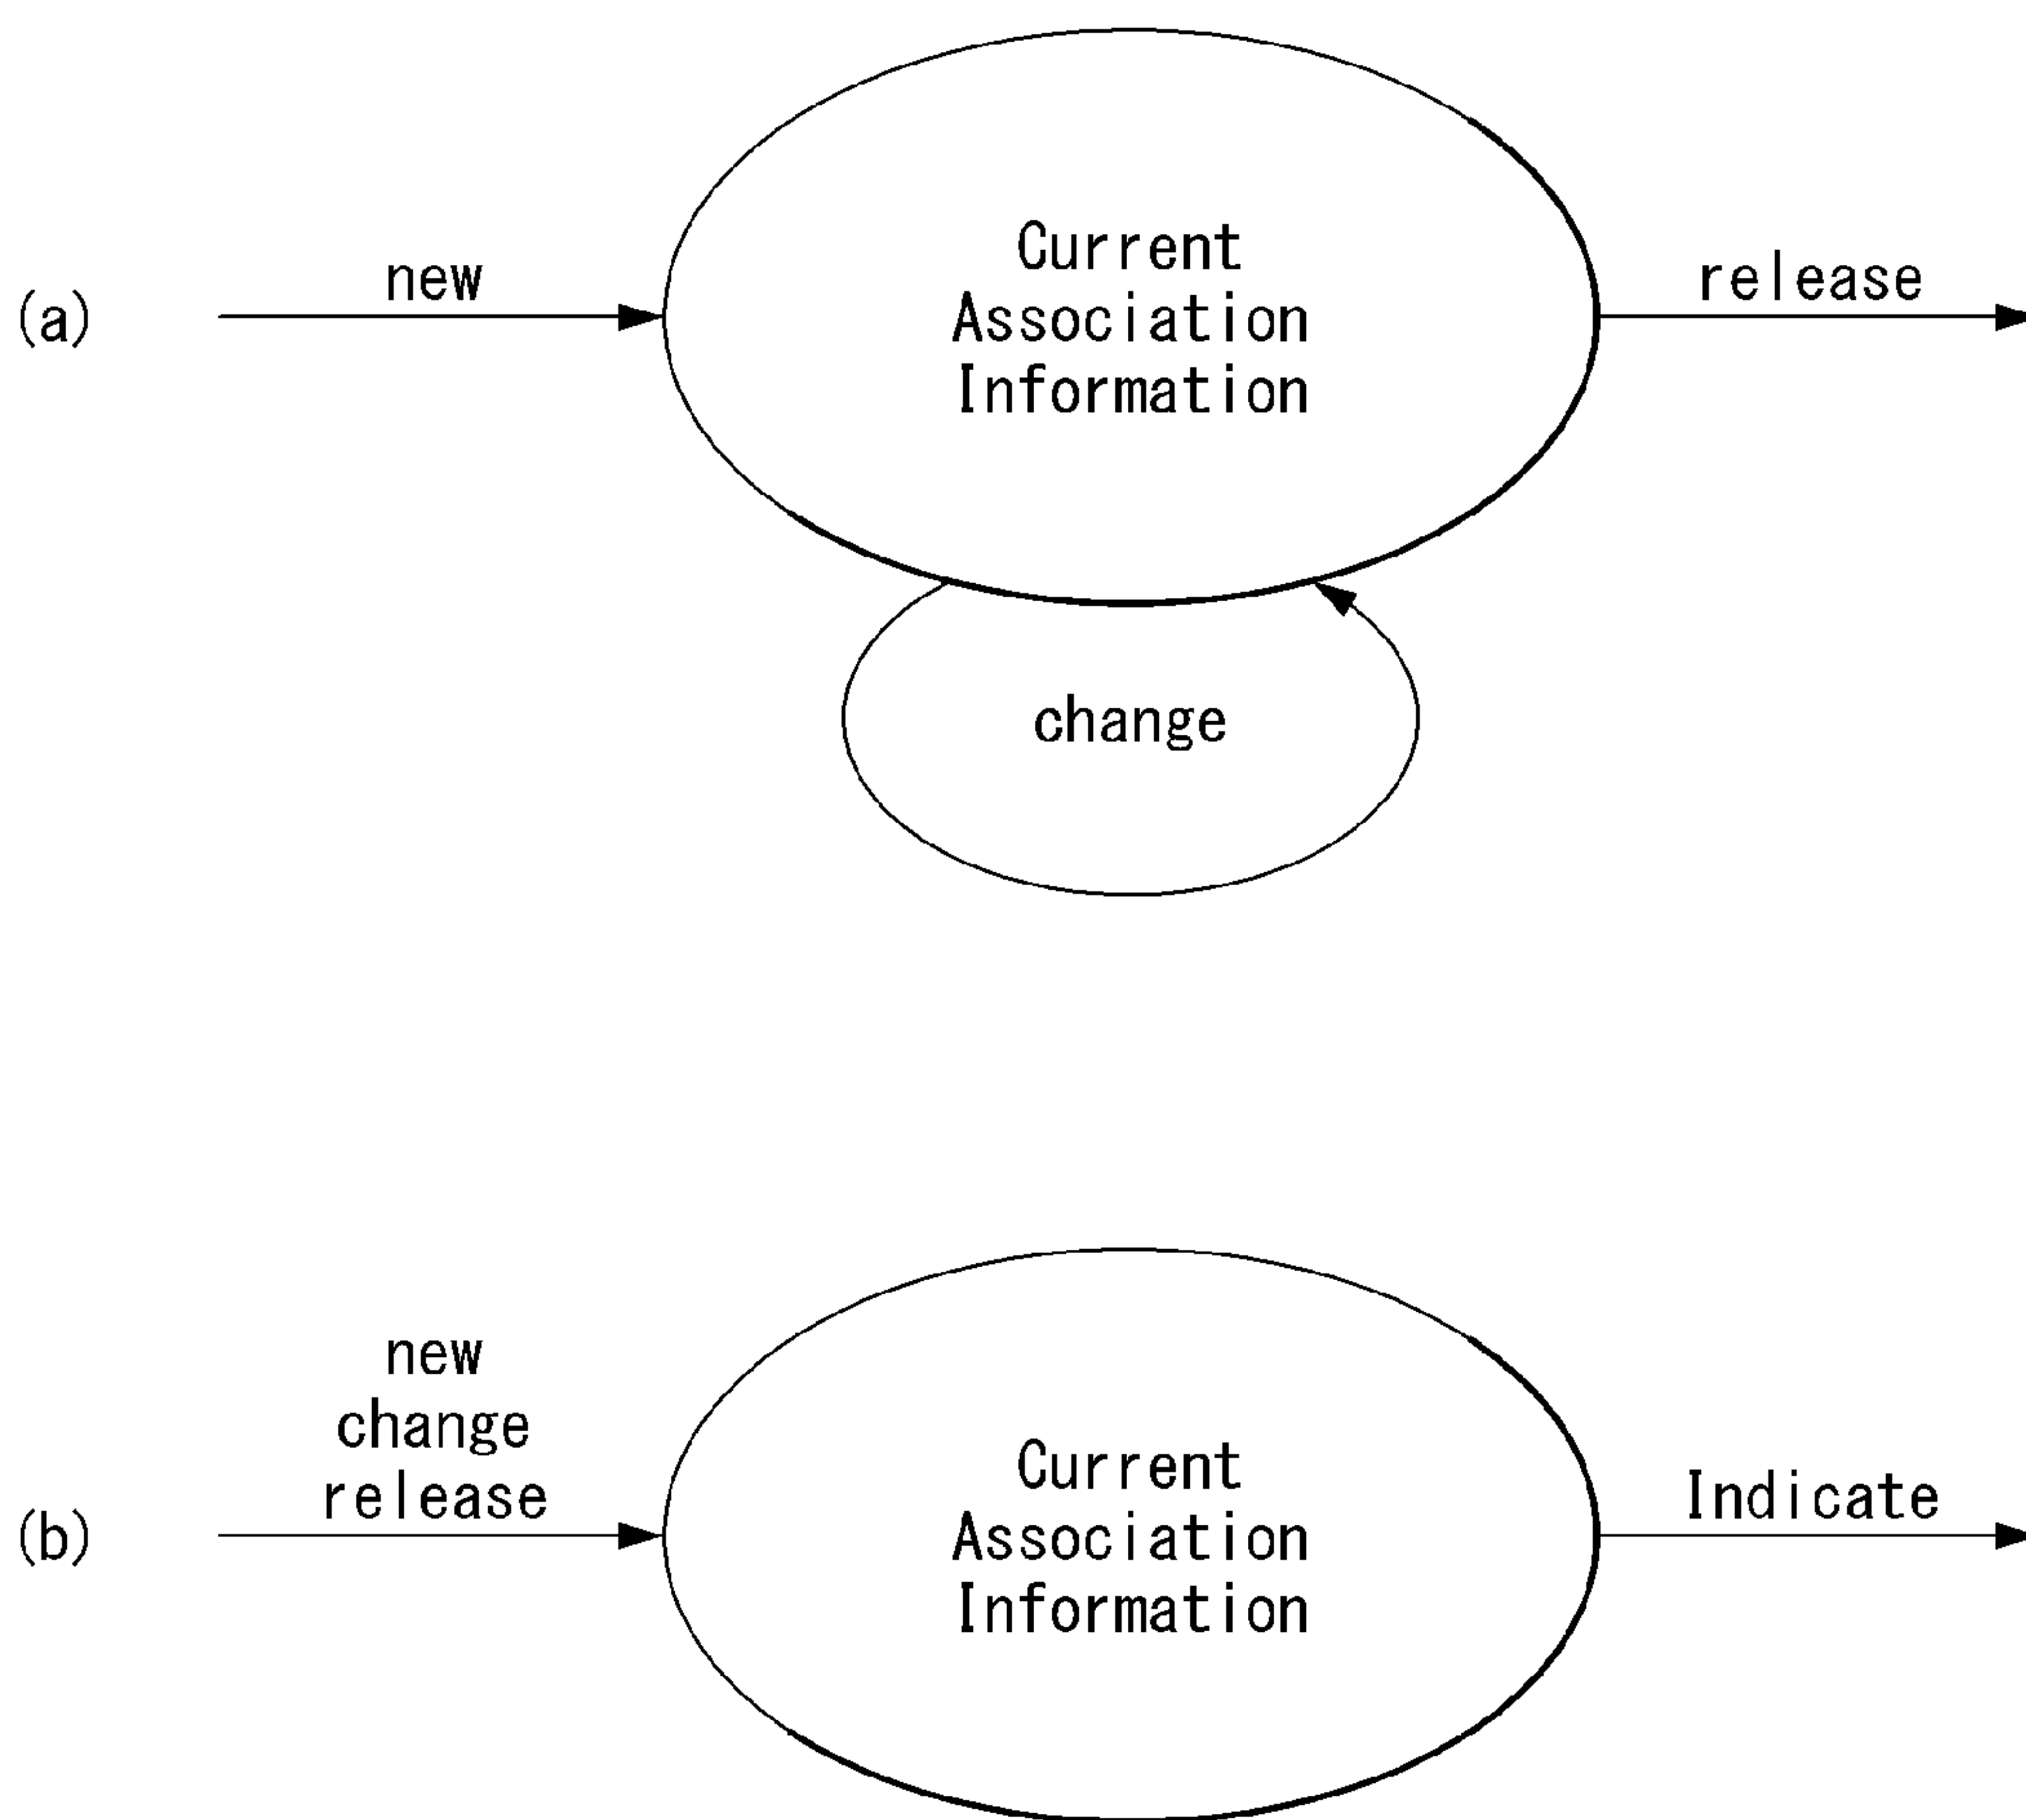 (a)
new
Current
Association
Information
release
change
new
change
release
(b)
Current
Association
Information
Indicate